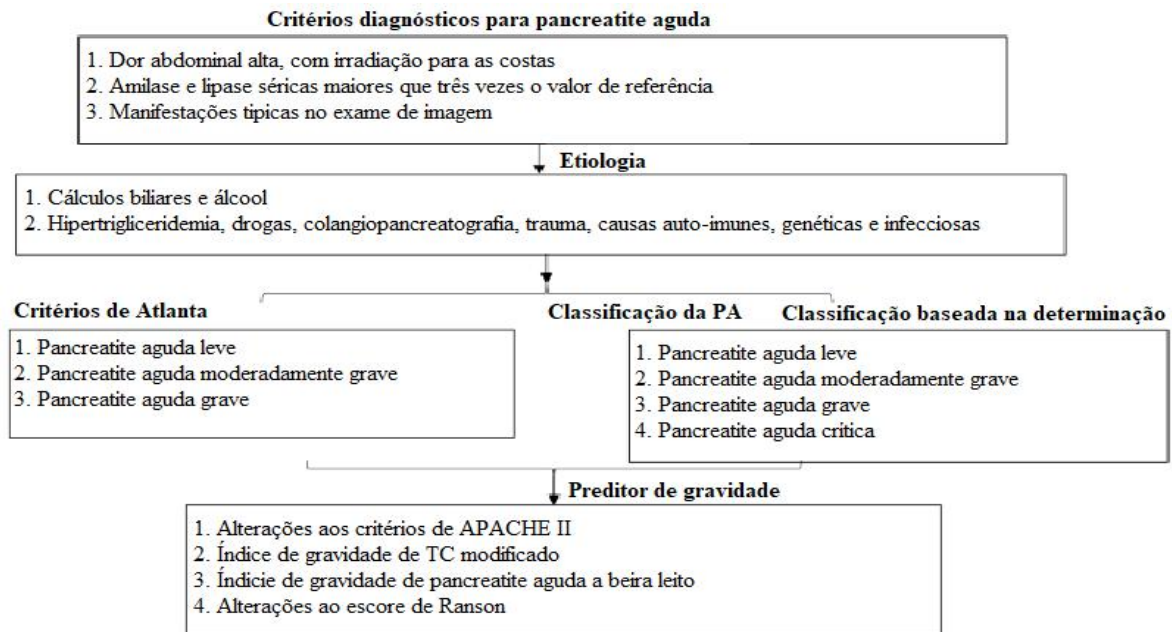 Critérios diagnósticos para pancreatite aguda
1. Dor abdominal alta, com irradiação para as costas
2. Amilase e lipase séricas maiores que três vezes o valor de referência
3. Manifestações tipicas no exame de imagem
Etiologia
1. Cálculos biliares e álcool
2. Hipertrigliceridemia, drogas, colangiopancreatografia, trauma, causas auto-imunes, genéticas e infecciosas
Critérios de Atlanta
1. Pancreatite aguda leve
2. Pancreatite aguda moderadamente grave
3. Pancreatite aguda grave
Classificação da PA
Classificação baseada na determinação
1. Pancreatite aguda leve
2. Pancreatite aguda moderadamente grave
3. Pancreatite aguda grave
4. Pancreatite aguda crítica
Preditor de gravidade
1. Alterações aos critérios de APACHE II
2. Índice de gravidade de TC modificado
3. Índicie de gravidade de pancreatite aguda a beira leito
4. Alterações ao escore de Ranson